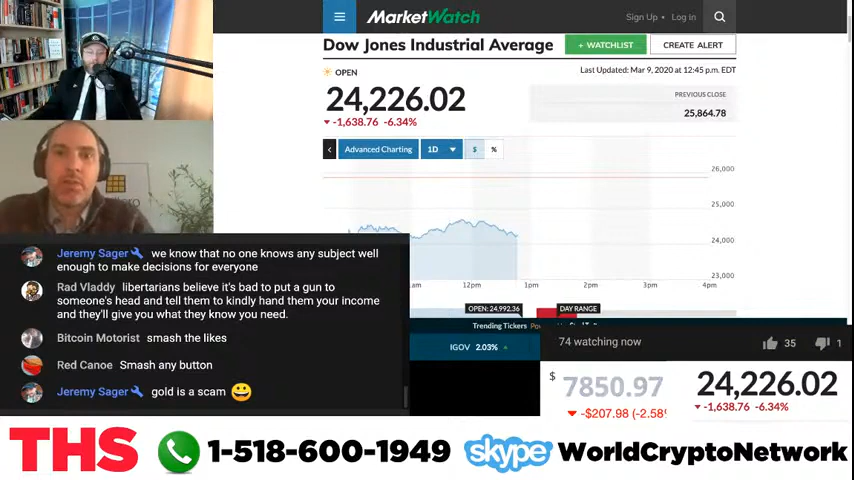 MarketWatch
Sign Up • Log in
Dow Jones Industrial Average
+ WATCHLIST
CREATE ALERT
OPEN
Last Updated: Mar 9, 2020 at 12:45 p.m. EDT
24,226.02
-1,638.76 -6.34%
PREVIOUS CLOSE
25,864.78
Advanced Charting
1D
$
%
26,000
25,000
24,000
23,000
am
12pm
1pm
2pm
3pm
4pm
OPEN: 24,992.36
DAY RANGE
Trending Tickers
IGOV 2.03%
Jeremy Sager we know that no one knows any subject well
enough to make decisions for everyone
Rad Vladdy libertarians believe it's bad to put a gun to
someone's head and tell them to kindly hand them your income
and they'll give you what they know you need.
Bitcoin Motorist smash the likes
Red Canoe Smash any button
Jeremy Sager gold is a scam 😀
74 watching now
35
1
$ 7850.97
-$207.98 (-2.58%
24,226.02
-1,638.76 -6.34%
THS
1-518-600-1949
skype
WorldCryptoNetwork